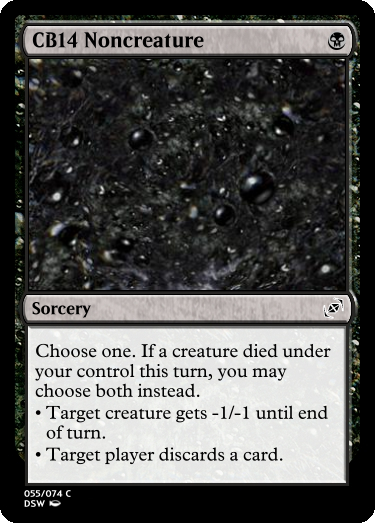 CB14 Noncreature
Sorcery
Choose one. If a creature died under
your control this turn, you may
choose both instead.
• Target creature gets -1/-1 until end
of turn.
• Target player discards a card.
055/074 C
DSW